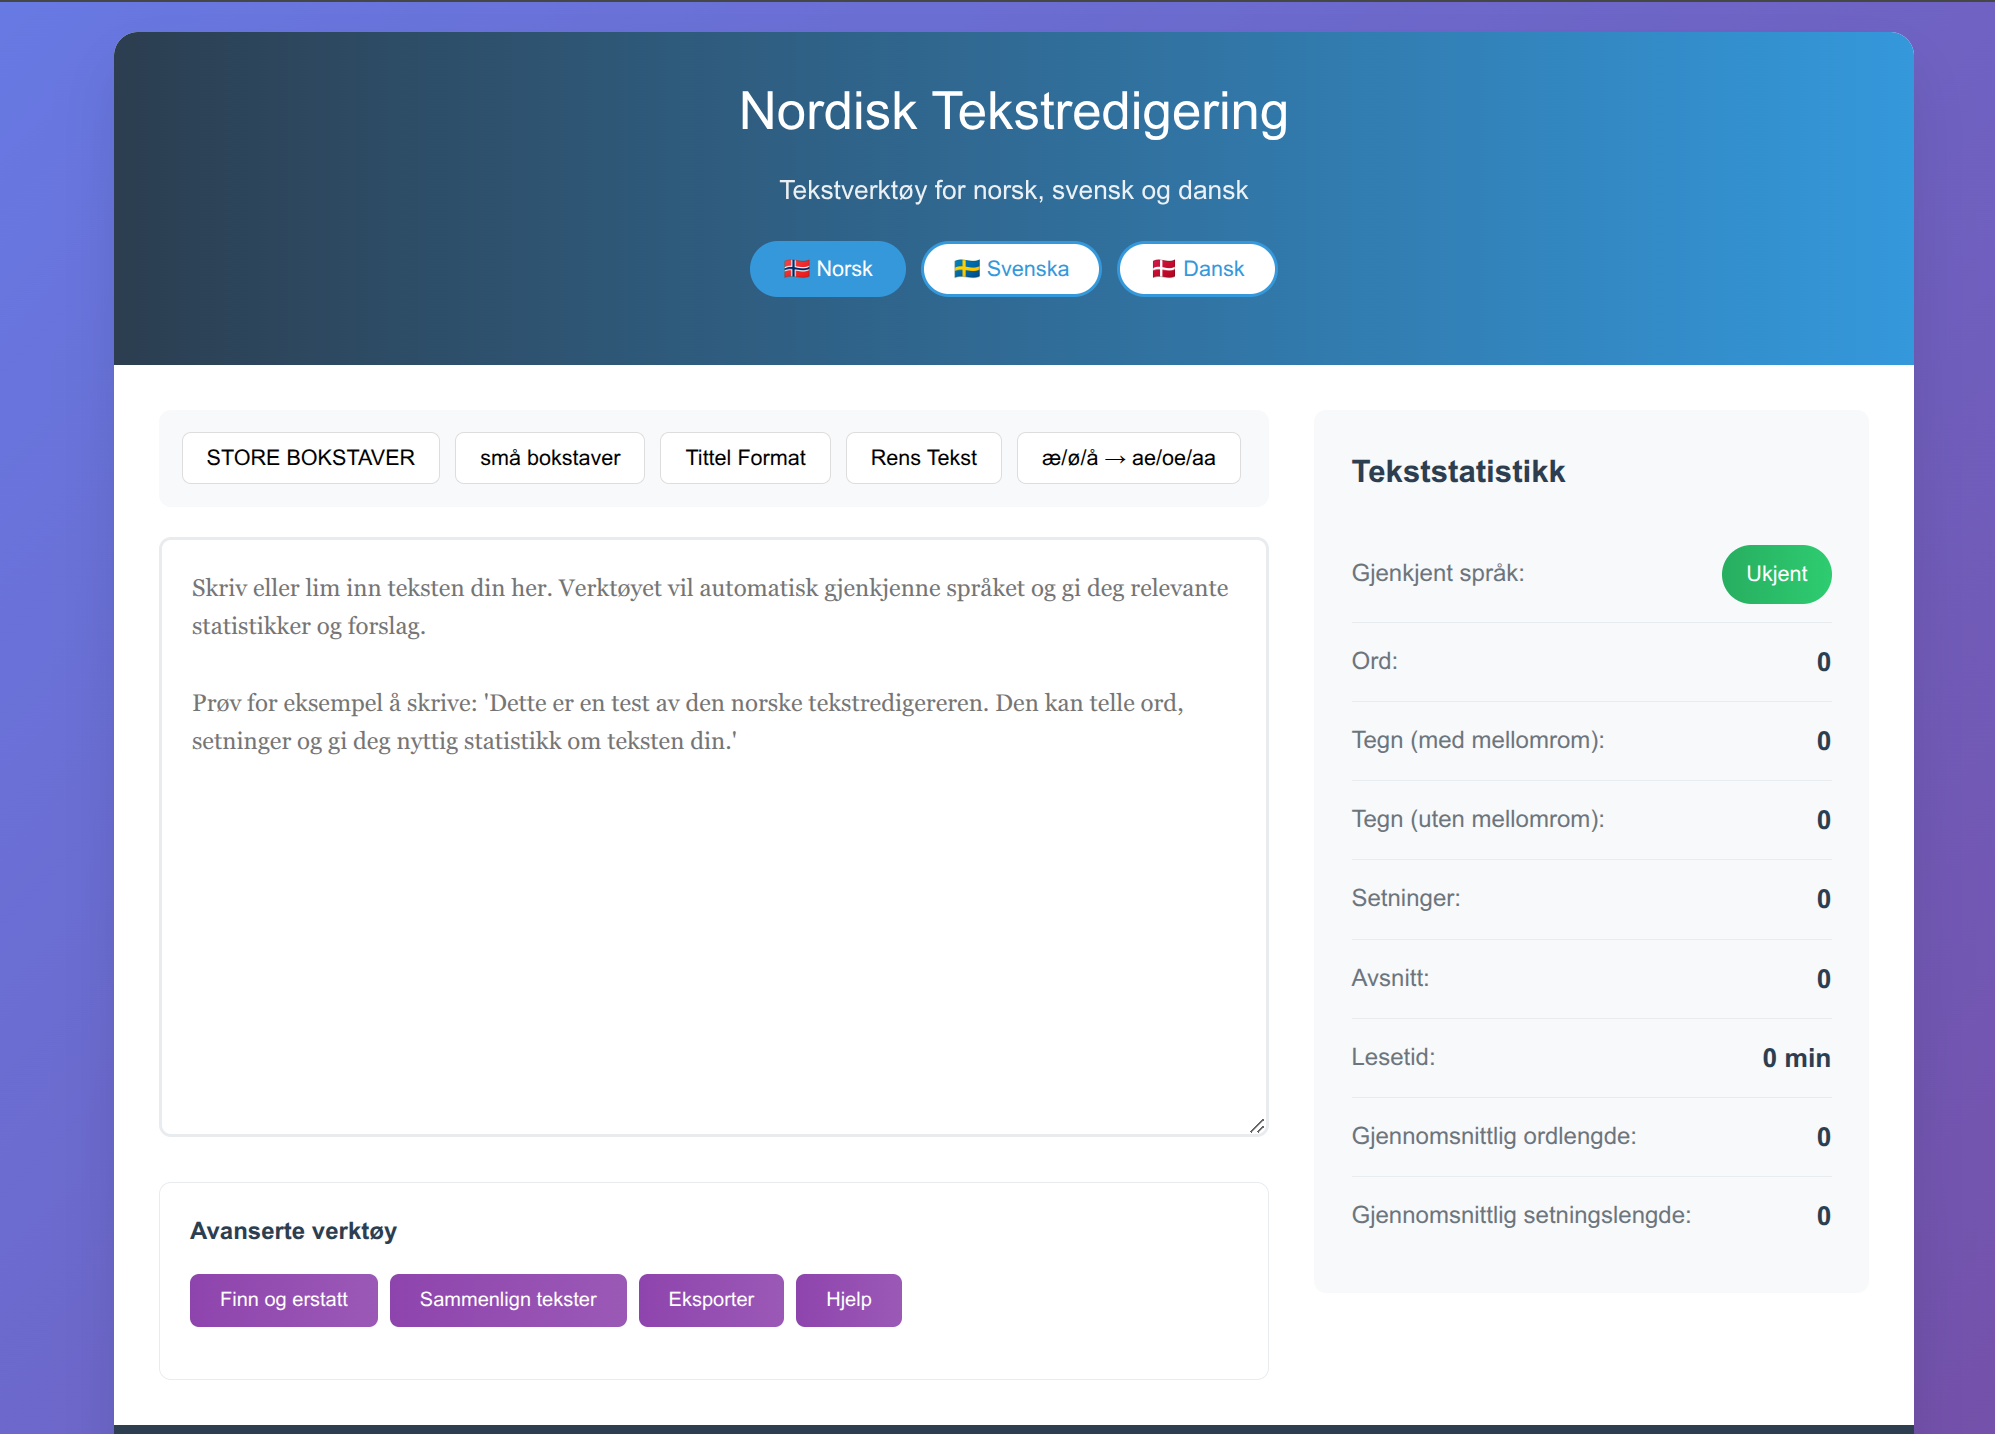 Nordisk Tekstredigering
Tekstverktøy for norsk, svensk og dansk
🇳🇴 Norsk
🇸🇪 Svenska
🇩🇰 Dansk
STORE BOKSTAVER
små bokstaver
Tittel Format
Rens Tekst
æ/ø/å → ae/oe/aa
Skriv eller lim inn teksten din her. Verktøyet vil automatisk gjenkjenne språket og gi deg relevante
statistikker og forslag.
Prøv for eksempel å skrive: 'Dette er en test av den norske tekstredigereren. Den kan telle ord,
setninger og gi deg nyttig statistikk om teksten din.'
Avanserte verktøy
Finn og erstatt
Sammenlign tekster
Eksporter
Hjelp
Tekststatistikk
Gjenkjent språk: Ukjent
Ord: 0
Tegn (med mellomrom): 0
Tegn (uten mellomrom): 0
Setninger: 0
Avsnitt: 0
Lesetid: 0 min
Gjennomsnittlig ordlengde: 0
Gjennomsnittlig setningslengde: 0